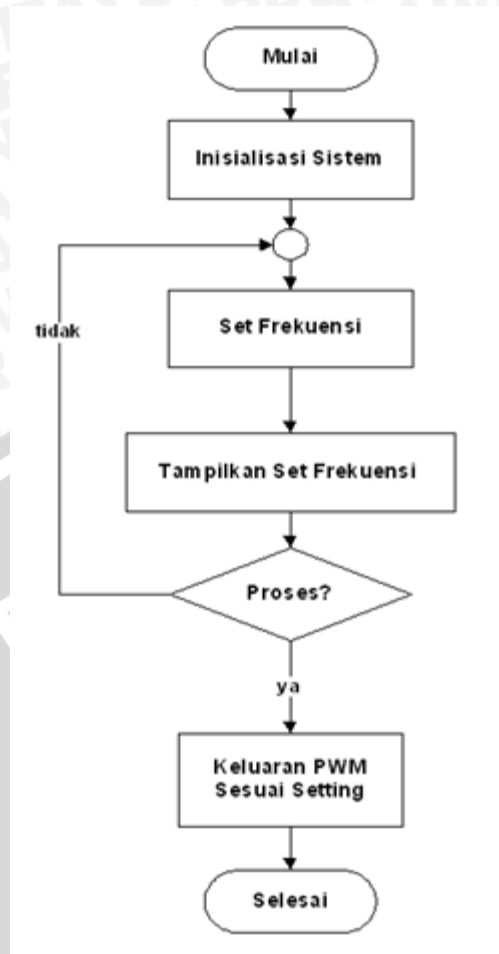 Mulai
Inisialisasi Sistem
Set Frekuensi
tidak
Tampilkan Set Frekuensi
Proses?
ya
Keluaran PWM
Sesuai Setting
Selesai